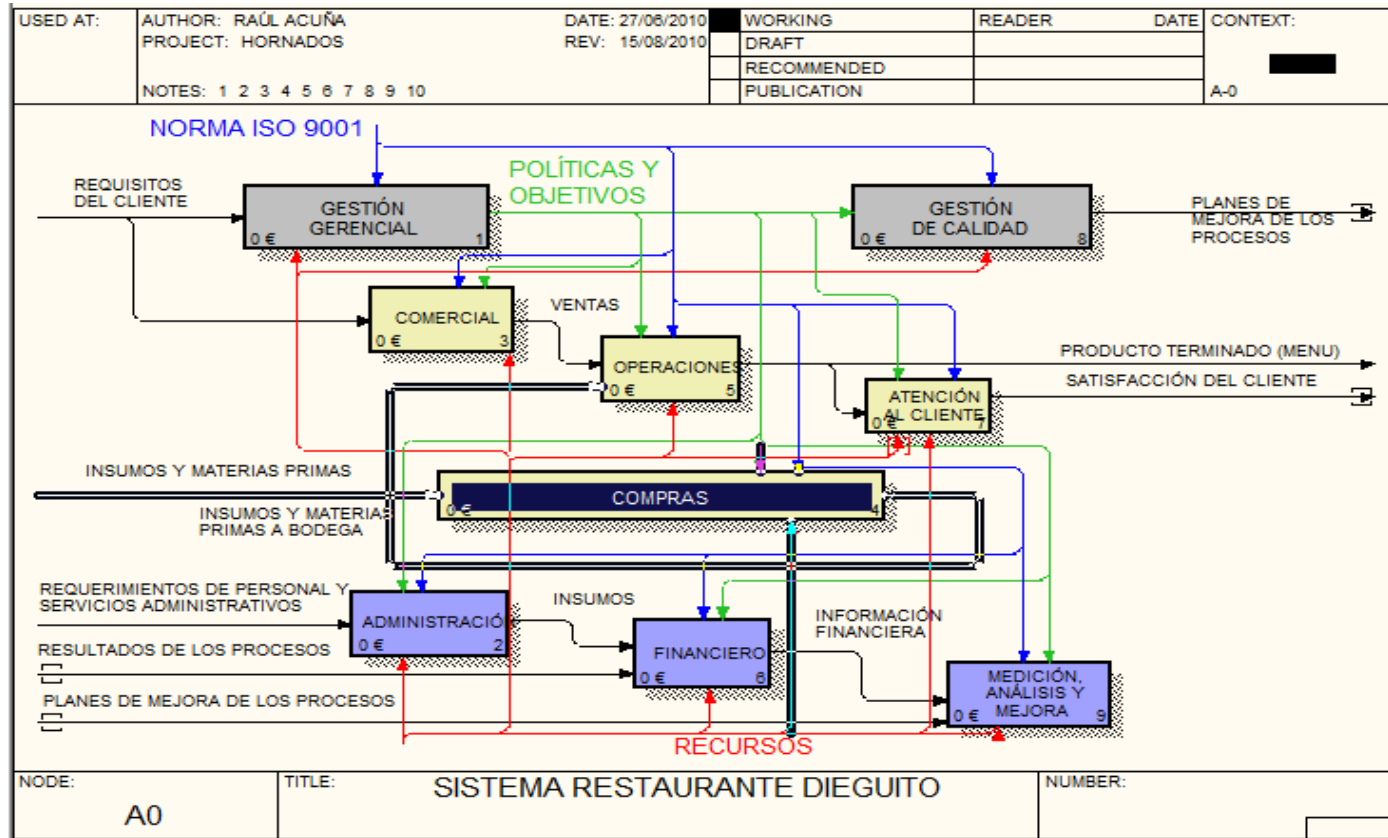 USED AT:
AUTHOR: RAÚL ACUÑA
DATE: 27/06/2010
WORKING
READER
DATE
CONTEXT:
PROJECT: HORNADOS
REV: 15/08/2010
DRAFT
RECOMMENDED
NOTES: 1 2 3 4 5 6 7 8 9 10
PUBLICATION
A-0
NORMA ISO 9001
POLÍTICAS Y
OBJETIVOS
REQUISITOS
DEL CLIENTE
GESTIÓN
GERENCIAL
0 €
1
GESTIÓN
DE CALIDAD
0 €
8
PLANES DE
MEJORA DE LOS
PROCESOS
COMERCIAL
0 €
3
VENTAS
OPERACIONES
0 €
5
PRODUCTO TERMINADO (MENU)
SATISFACCIÓN DEL CLIENTE
ATENCIÓN
AL CLIENTE
0 €
7
INSUMOS Y MATERIAS PRIMAS
COMPRAS
0 €
4
INSUMOS Y MATERIAS
PRIMAS A BODEGA
REQUERIMIENTOS DE PERSONAL Y
SERVICIOS ADMINISTRATIVOS
ADMINISTRACIÓ
0 €
2
INSUMOS
RESULTADOS DE LOS PROCESOS
FINANCIERO
0 €
6
INFORMACIÓN
FINANCIERA
PLANES DE MEJORA DE LOS PROCESOS
MEDICIÓN,
ANÁLISIS Y
MEJORA
0 €
9
RECURSOS
NODE:
TITLE:
SISTEMA RESTAURANTE DIEGUITO
NUMBER:
A0